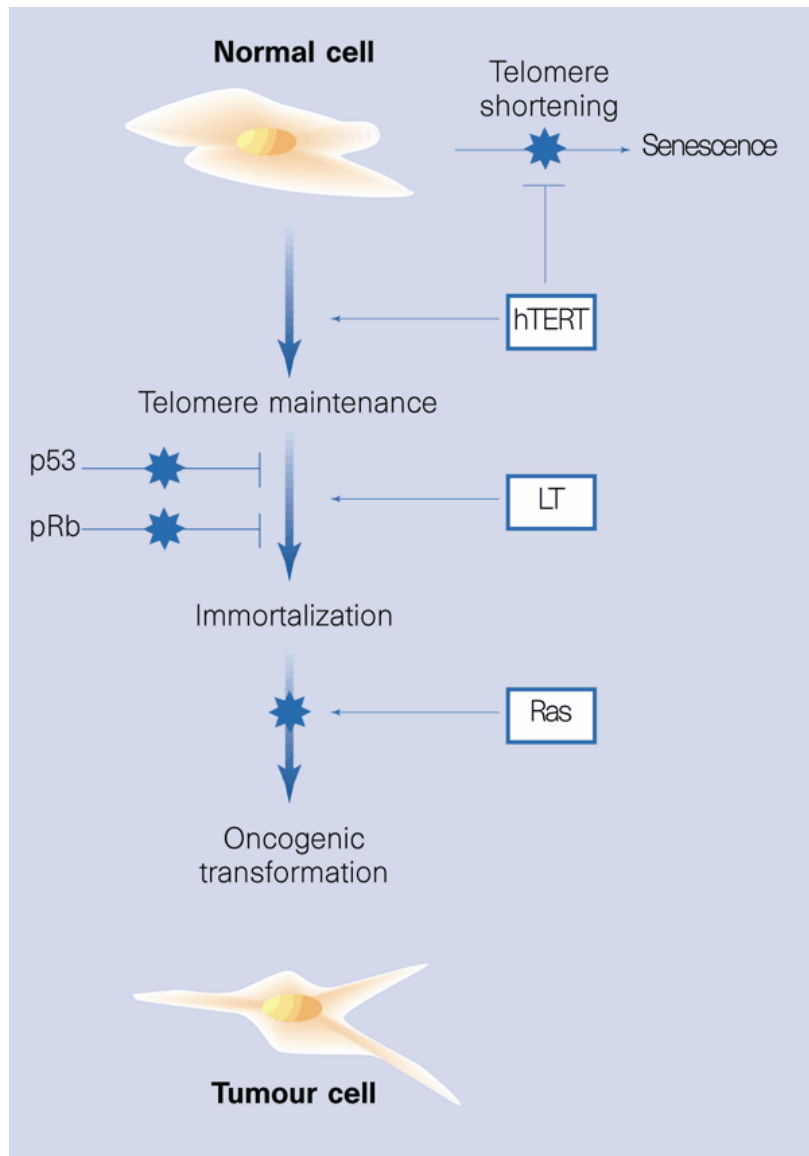 Normal cell
Telomere
shortening
Senescence
hTERT
Telomere maintenance
p53
LT
pRb
Immortalization
Ras
Oncogenic
transformation
Tumour cell